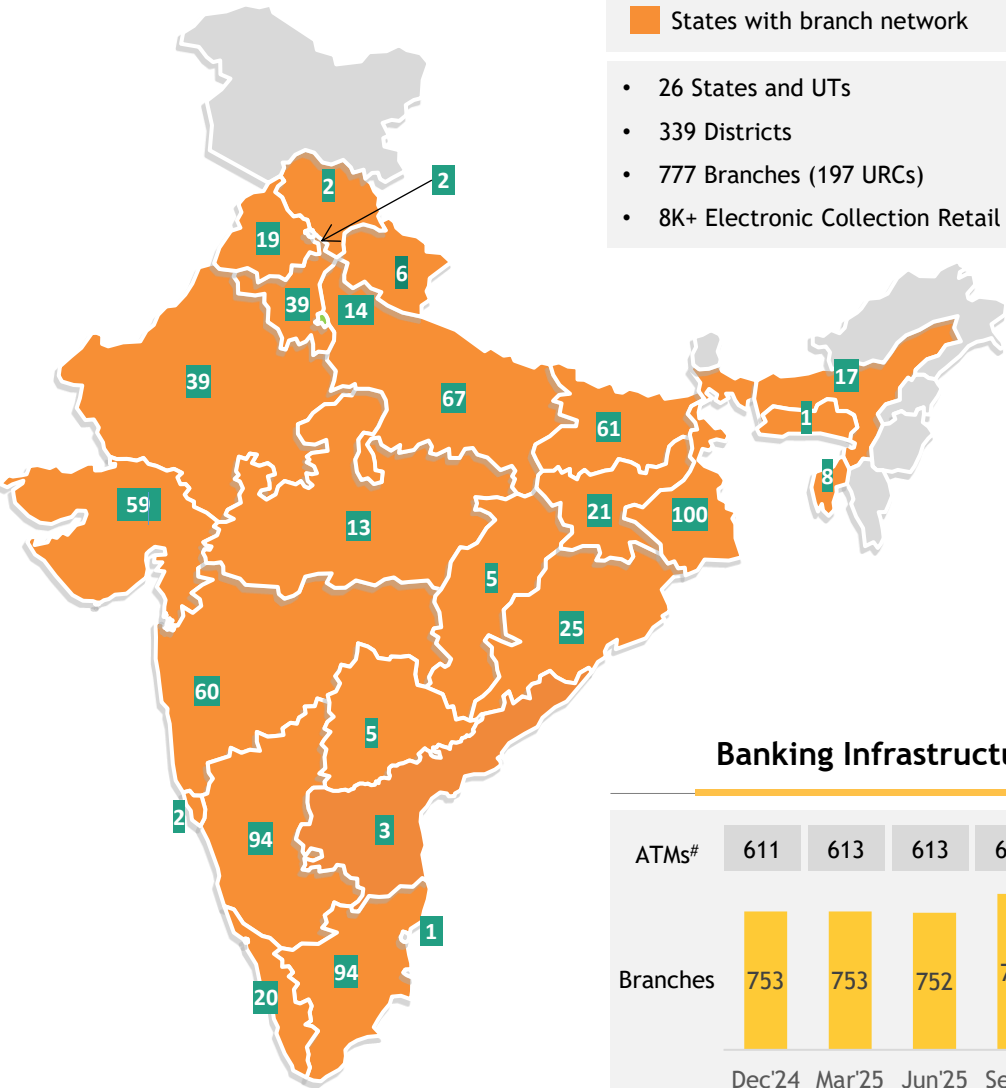 States with branch network
• 26 States and UTs
• 339 Districts
• 777 Branches (197 URCs)
• 8K+ Electronic Collection Retail
2
2
19
6
39
14
39
67
17
61
1
59
8
21
100
13
5
25
60
5
2
3
94
1
94
20
Banking
ATMs# 611 613 613
Branches 753 753 752
Dec'24 Mar'25 Jun'25